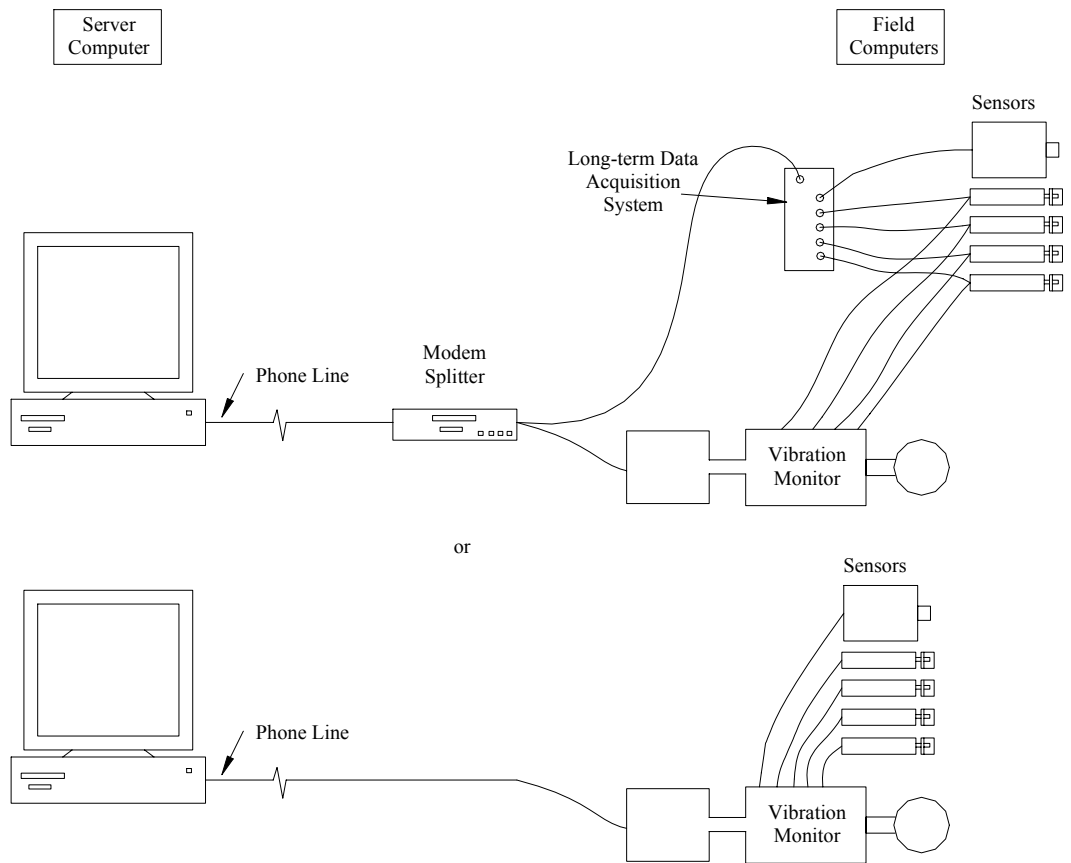 Server
Computer
Field
Computers
Sensors
Long-term Data
Acquisition
System
Modem
Splitter
Phone Line
Vibration
Monitor
or
Sensors
Phone Line
Vibration
Monitor